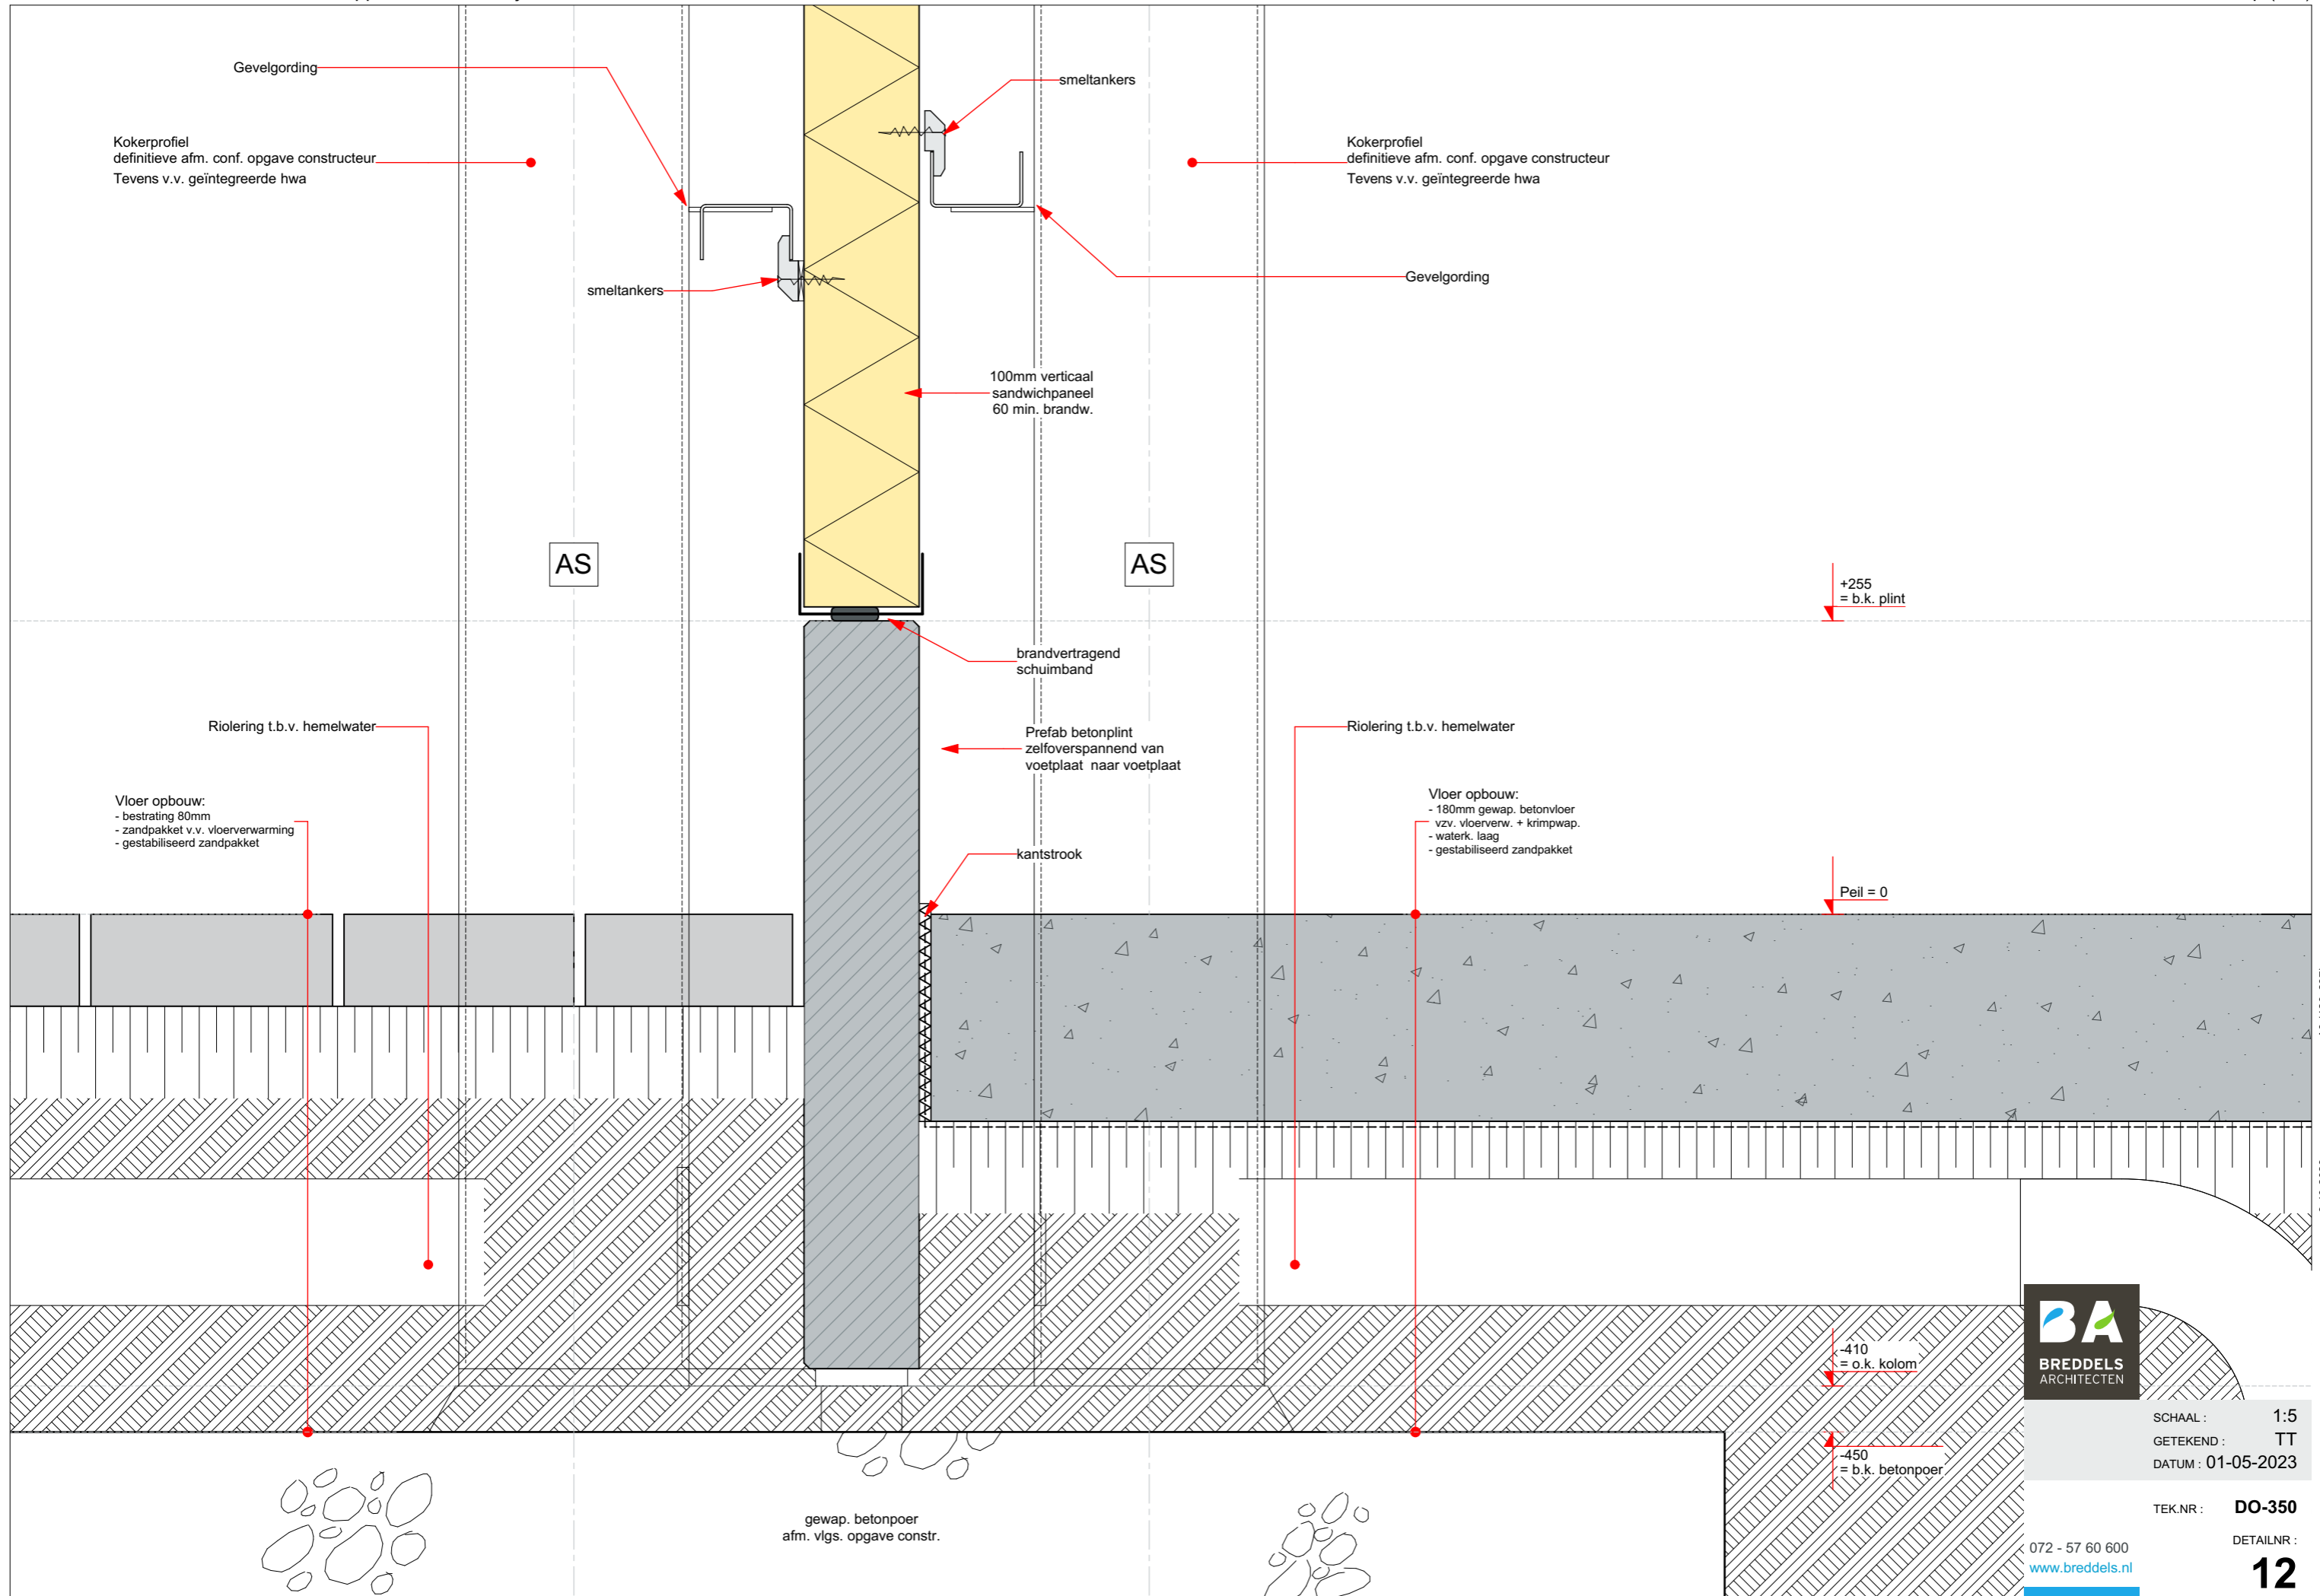 Gevelgording
smeltankers
Kokerprofiel
definitieve afm. conf. opgave constructeur
Tevens v.v. geïntegreerde hwa
Kokerprofiel
definitieve afm. conf. opgave constructeur
Tevens v.v. geïntegreerde hwa
smeltankers
Gevelgording
100mm verticaal
sandwichpaneel
60 min. brandw.
AS
AS
+255
= b.k. plint
brandvertragend
schuimband
Riolering t.b.v. hemelwater
Prefab betonplint
zelfoverspannend van
voetplaat naar voetplaat
Riolering t.b.v. hemelwater
Vloer opbouw:
- bestrating 80mm
- zandpakket v.v. vloerverwarming
- gestabiliseerd zandpakket
Vloer opbouw:
- 180mm gewap. betonvloer
vzv. vloerverw. + krimpwap.
- waterk. laag
- gestabiliseerd zandpakket
kantstrook
Peil = 0
-410
= o.k. kolom
-450
= b.k. betonpoer
gewap. betonpoer
afm. vlgs. opgave constr.
BA
BREDDELS
ARCHITECTEN
SCHAAL : 1:5
GETEKEND : TT
DATUM : 01-05-2023
TEK.NR : DO-350
DETAILNR :
12
072 - 57 60 600
www.breddels.nl